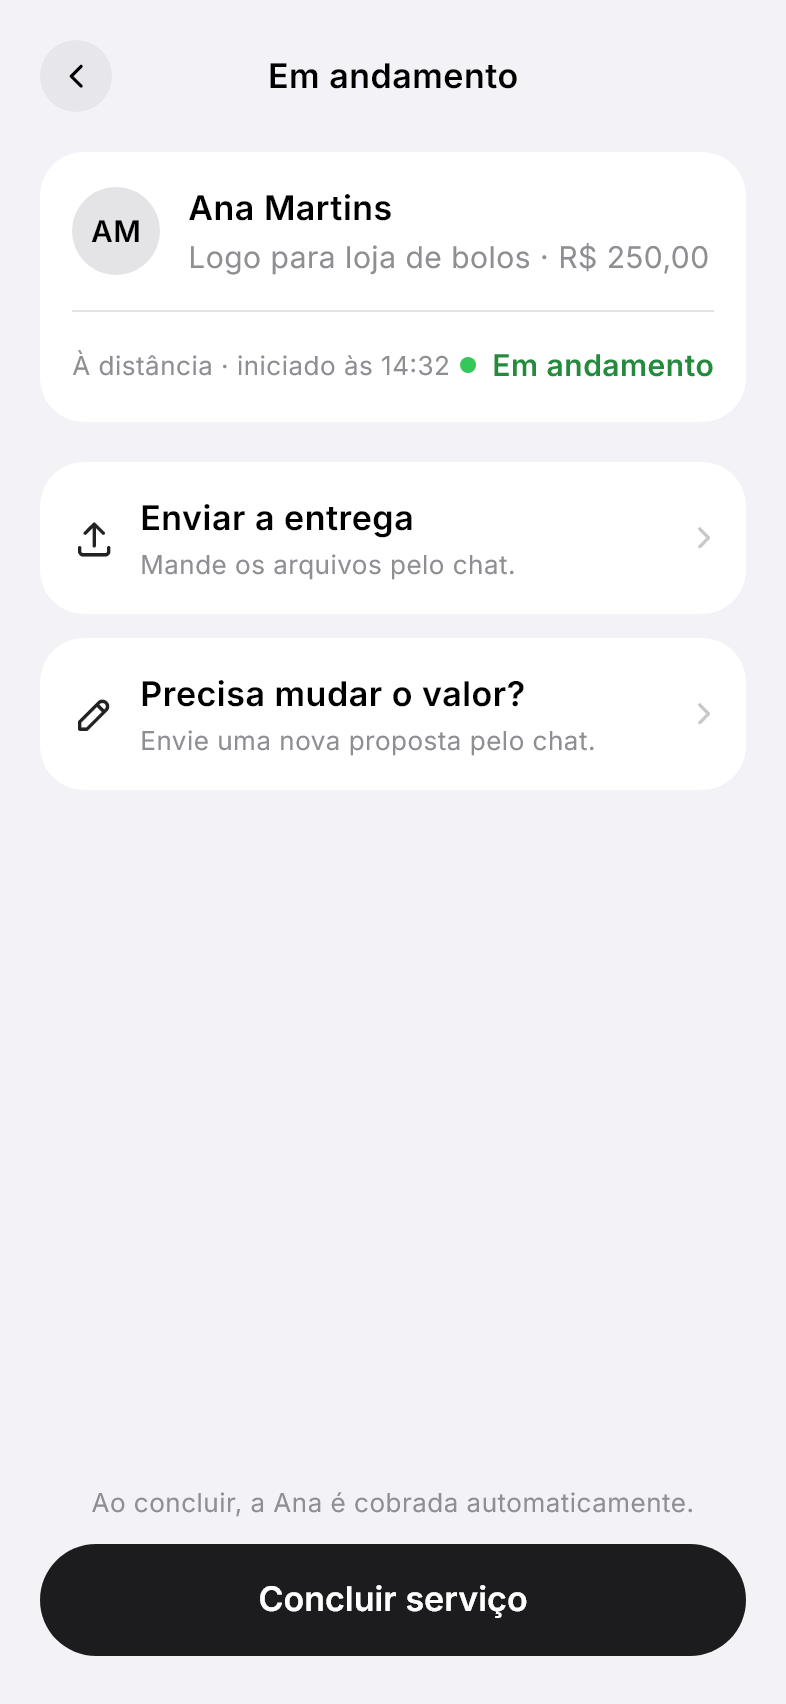 Em andamento
AM
Ana Martins
Logo para loja de bolos · R$ 250,00
À distância · iniciado às 14:32 Em andamento
Enviar a entrega
Mande os arquivos pelo chat.
Precisa mudar o valor?
Envie uma nova proposta pelo chat.
Ao concluir, a Ana é cobrada automaticamente.
Concluir serviço